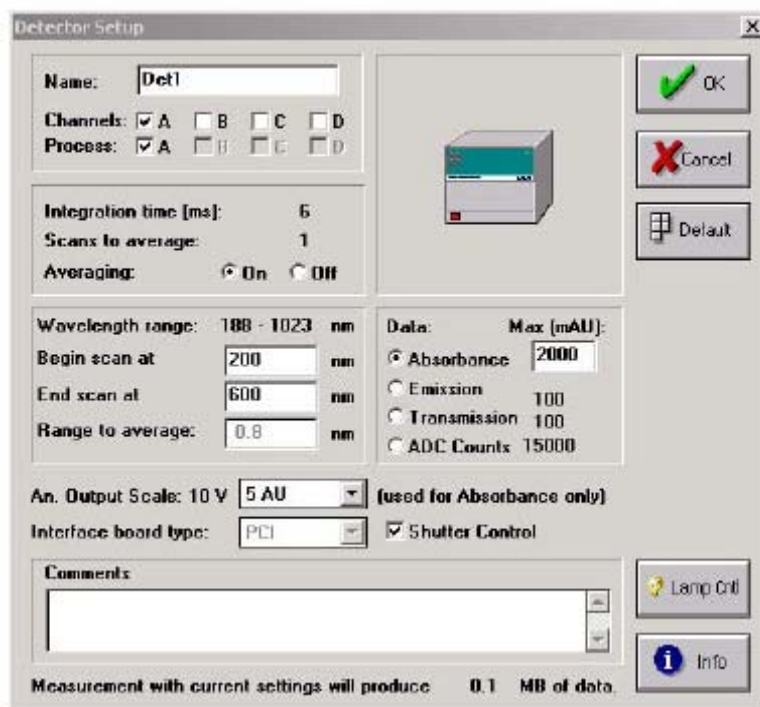 Detector Setup
Name: Det1
Channels: A B C D
Process: A B C D
OK
Cancel
Default
Integration time [ms]: 6
Scans to average: 1
Averaging: On Off
Wavelength range: 188 - 1023 nm
Begin scan at 200 nm
End scan at 600 nm
Range to average: 0.8 nm
Data: Max [mAU]:
Absorbance 2000
Emission 100
Transmission 100
ADC Counts 15000
An. Output Scale: 10 V 5 AU (used for Absorbance only)
Interface board type: PCI Shutter Control
Comments
Lamp Cntl
Info
Measurement with current settings will produce 0.1 MB of data.